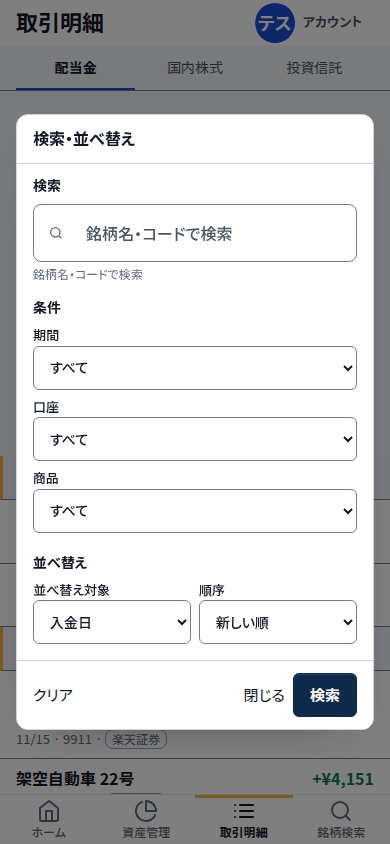 取引明細
テス アカウント
配当金 国内株式 投資信託
検索・並べ替え
検索
銘柄名・コードで検索
銘柄名・コードで検索
条件
期間
すべて
口座
すべて
商品
すべて
並べ替え
並べ替え対象 順序
入金日 新しい順
クリア 閉じる 検索
11/15・9911・楽天証券
架空自動車 22号 +¥4,151
ホーム 資産管理 取引明細 銘柄検索